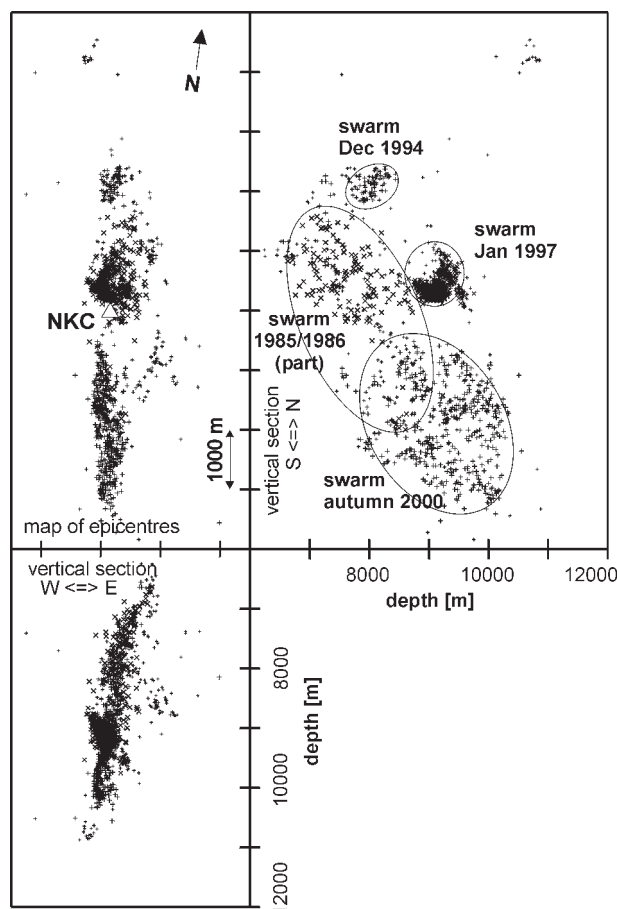 N
swarm
Dec 1994
swarm
Jan 1997
NKC
swarm
1985/1986
(part)
1000 m
vertical section
S <=> N
swarm
autumn 2000
map of epicentres
vertical section
W <=> E
8000
10000
12000
depth [m]
8000
depth [m]
10000
12000